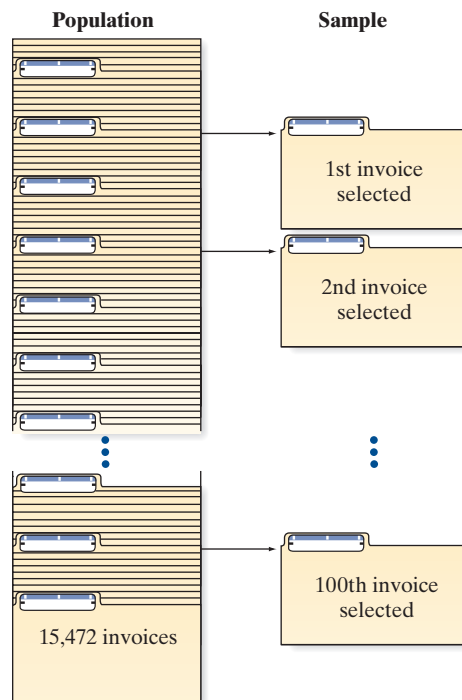 Population
Sample
1st invoice
selected
2nd invoice
selected
100th invoice
selected
15,472 invoices